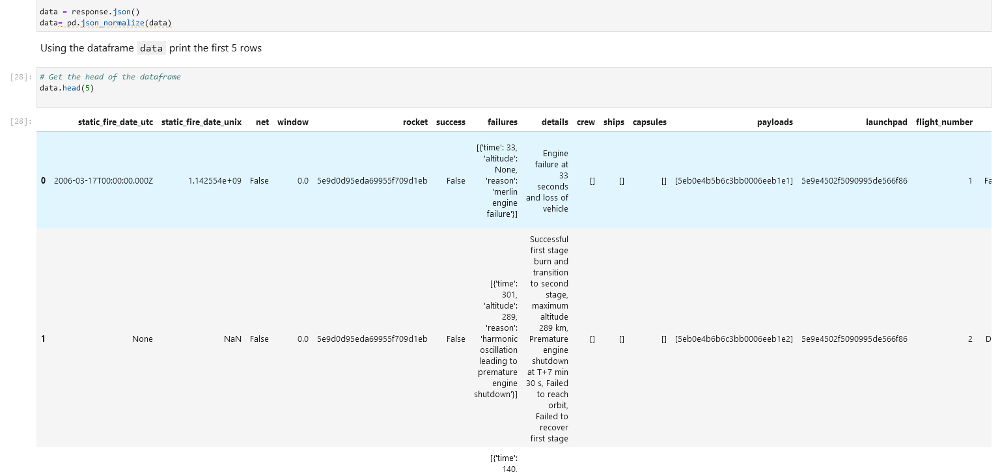 data = response.json()
data= pd.json_normalize(data)
Using the dataframe data print the first 5 rows
[28]: # Get the head of the dataframe
data.head(5)
[28]: static_fire_date_utc static_fire_date_unix net window rocket success failures details crew ships capsules payloads launchpad flight_number
[{'time': 33,
'altitude':
None,
'reason':
'merlin
engine
failure'}]
Engine
failure at
33
seconds
and loss of
vehicle
0 2006-03-17T00:00:00.000Z 1.142554e+09 False 0.0 5e9d0d95eda69955f709d1eb False [] [] [] [5eb0e4b5b6c3bb0006eeb1e1] 5e9e4502f5090995de566f86 1 Fa
[{'time':
301,
'altitude':
289,
'reason':
'harmonic
oscillation
leading to
premature
engine
shutdown'}]
Successful
first stage
burn and
transition
to second
stage,
maximum
altitude
289 km,
Premature
engine
shutdown
at T+7 min
30 s, Failed
to reach
orbit,
Failed to
recover
first stage
1 None NaN False 0.0 5e9d0d95eda69955f709d1eb False [] [] [] [5eb0e4b6b6c3bb0006eeb1e2] 5e9e4502f5090995de566f86 2 D
[{'time':
140,